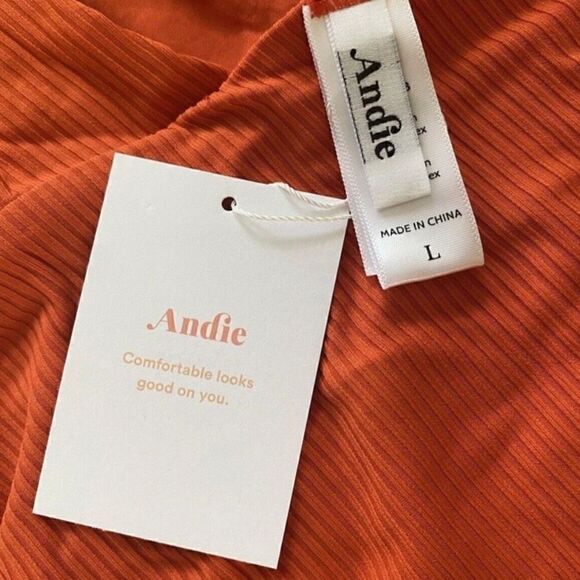 Andie
Comfortable looks
good on you.
Andie
MADE IN CHINA
L